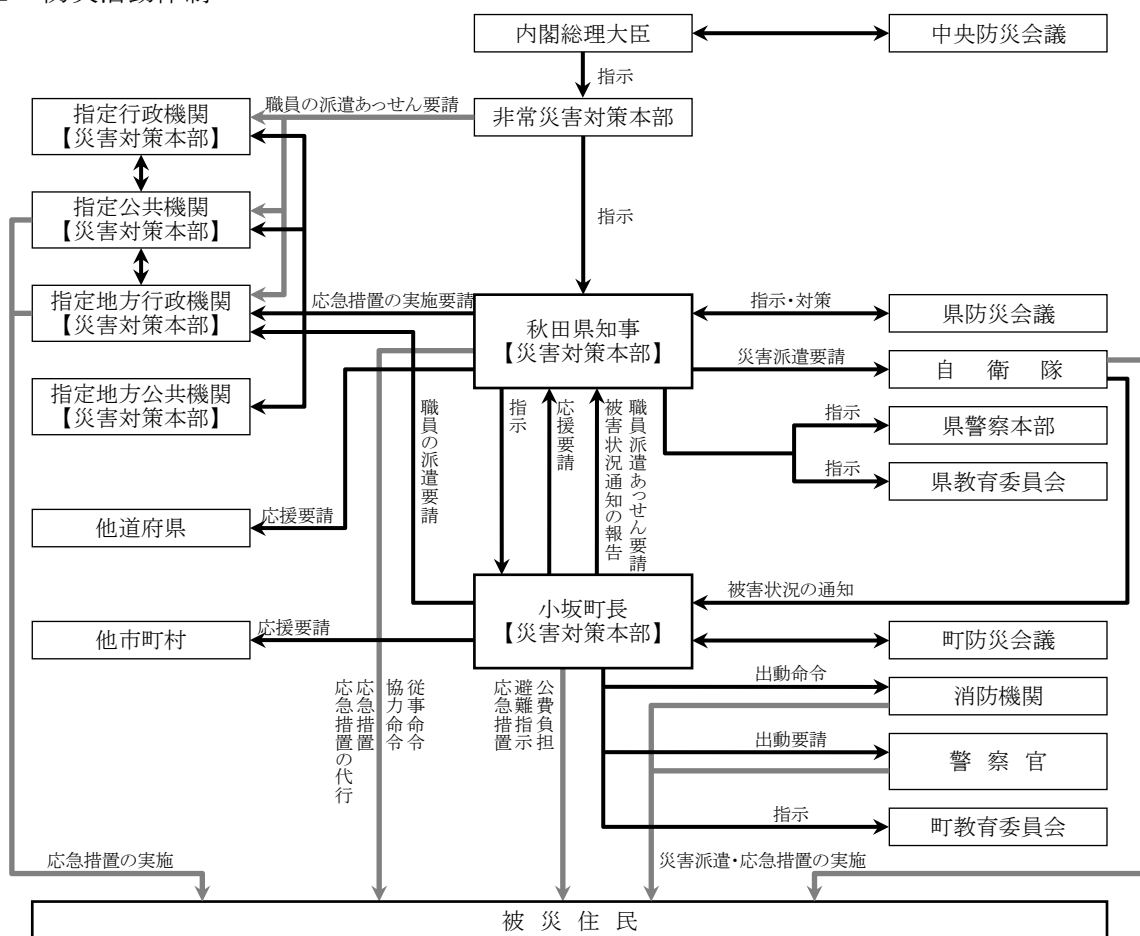 防災活動体制
内閣総理大臣
中央防災会議
指示
職員の派遣あっせん要請
指定行政機関
【災害対策本部】
非常災害対策本部
指定公共機関
【災害対策本部】
指示
指定地方行政機関
【災害対策本部】
応急措置の実施要請
秋田県知事
【災害対策本部】
指示・対策
県防災会議
災害派遣要請
自衛隊
指定地方公共機関
【災害対策本部】
職員の派遣要請
指示
応援要請
被害状況通知の報告
職員派遣あっせん要請
指示
県警察本部
指示
県教育委員会
他道府県
応援要請
被害状況の通知
小坂町長
【災害対策本部】
他市町村
応援要請
町防災会議
出動命令
消防機関
従事命令
協力命令
応急措置
応急措置の代行
公費負担
避難指示
応急措置
出動要請
警察官
指示
町教育委員会
応急措置の実施
災害派遣・応急措置の実施
被災住民